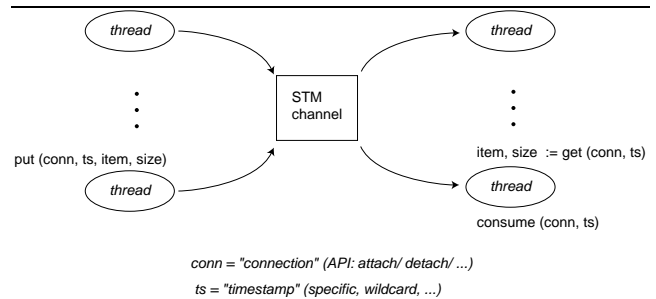 thread
thread
STM
channel
put (conn, ts, item, size)
item, size := get (conn, ts)
thread
thread
consume (conn, ts)
conn = "connection" (API: attach/ detach/ ...)
ts = "timestamp" (specific, wildcard, ...)